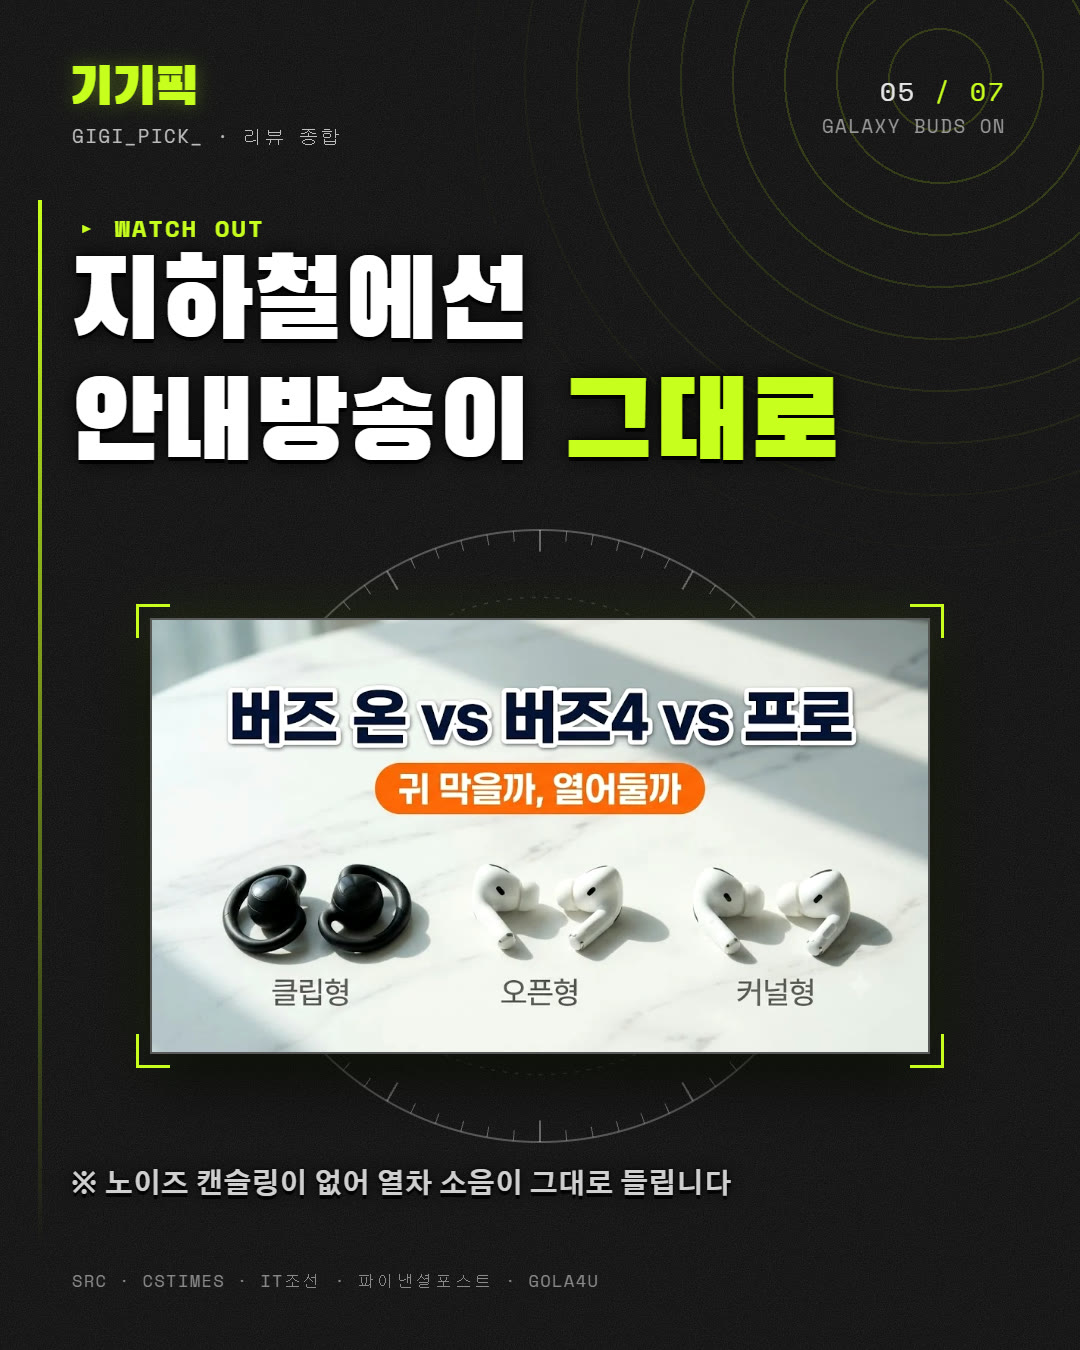 기기픽
GIGI_PICK_ · 리뷰 종합
05 / 07
GALAXY BUDS ON
▸ WATCH OUT
지하철에선
안내방송이 그대로
버즈 온 vs 버즈4 vs 프로
귀 막을까, 열어둘까
클립형
오픈형
커널형
※ 노이즈 캔슬링이 없어 열차 소음이 그대로 들립니다
SRC · CSTIMES · IT조선 · 파이낸셜포스트 · GOLA4U